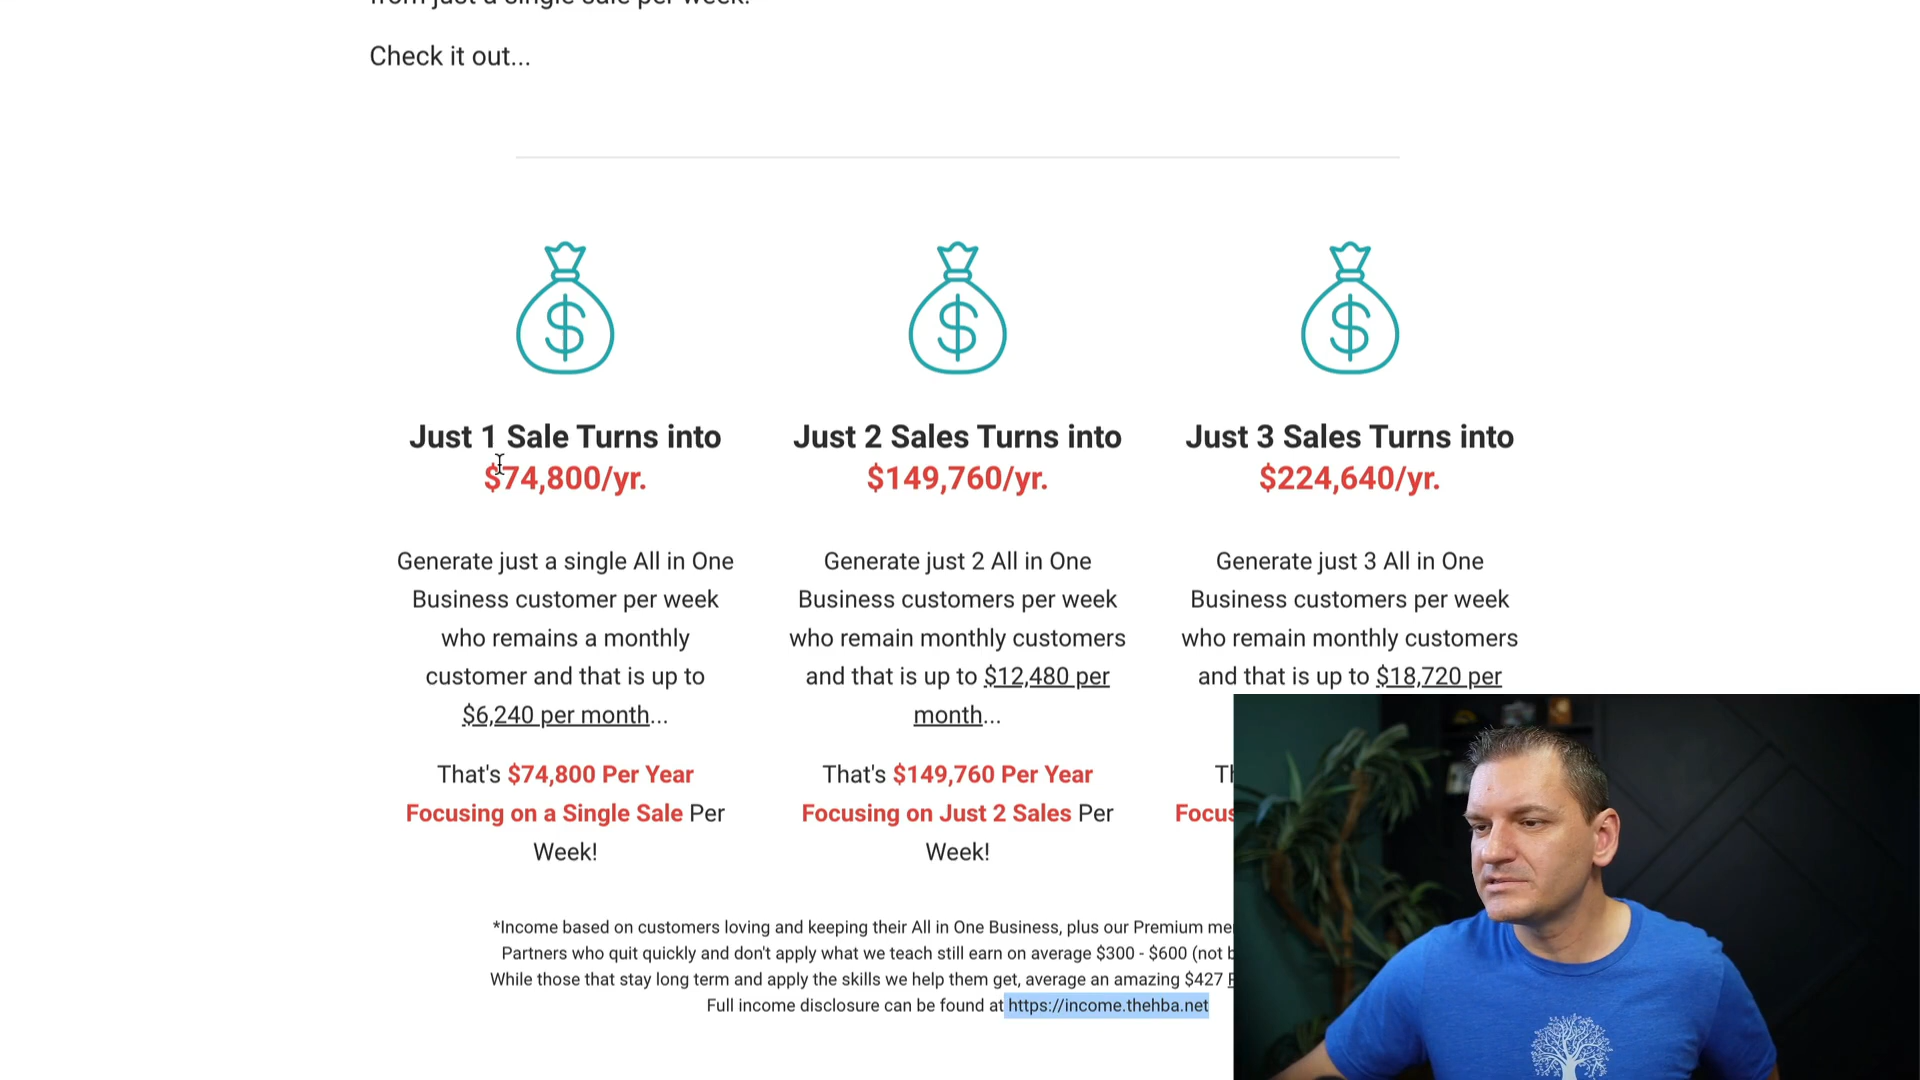 Check it out...
Just 1 Sale Turns into
$74,800/yr.
Generate just a single All in One
Business customer per week
who remains a monthly
customer and that is up to
$6,240 per month...
That's $74,800 Per Year
Focusing on a Single Sale Per
Week!
Just 2 Sales Turns into
$149,760/yr.
Generate just 2 All in One
Business customers per week
who remain monthly customers
and that is up to $12,480 per
month...
That's $149,760 Per Year
Focusing on Just 2 Sales Per
Week!
Just 3 Sales Turns into
$224,640/yr.
Generate just 3 All in One
Business customers per week
who remain monthly customers
and that is up to $18,720 per
*Income based on customers loving and keeping their All in One Business, plus our Premium
Partners who quit quickly and don't apply what we teach still earn on average $300 - $600 (not
While those that stay long term and apply the skills we help them get, average an amazing $427
Full income disclosure can be found at https://income.thehba.net